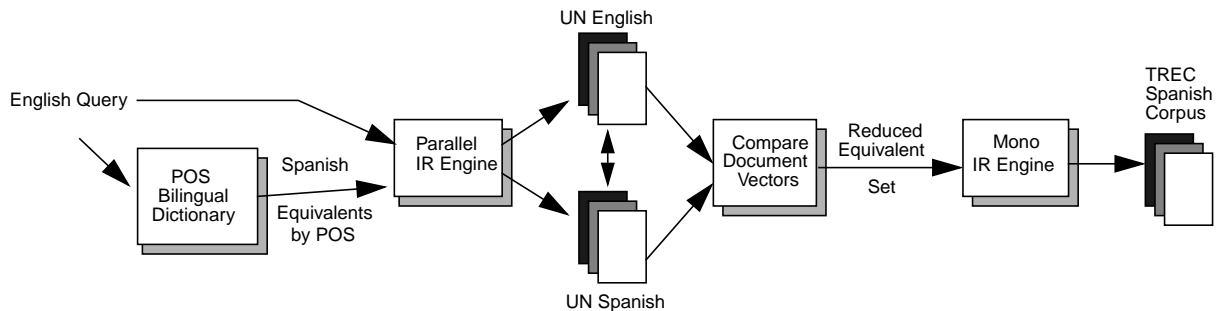 English Query
POS
Bilingual
Dictionary
Spanish
Equivalents
by POS
Parallel
IR Engine
UN English
UN Spanish
Compare
Document
Vectors
Reduced
Equivalent
Set
Mono
IR Engine
TREC
Spanish
Corpus